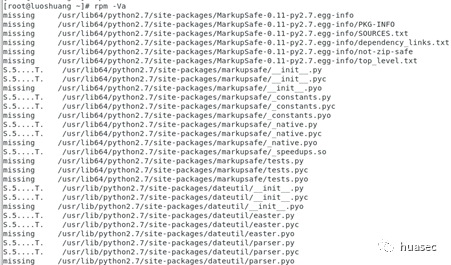 [root@luoshuang ~]# rpm -Va
missing     /usr/lib64/python2.7/site-packages/MarkupSafe-0.11-py2.7.egg-info
missing     /usr/lib64/python2.7/site-packages/MarkupSafe-0.11-py2.7.egg-info/PKG-INFO
missing     /usr/lib64/python2.7/site-packages/MarkupSafe-0.11-py2.7.egg-info/SOURCES.txt
missing     /usr/lib64/python2.7/site-packages/MarkupSafe-0.11-py2.7.egg-info/dependency_links.txt
missing     /usr/lib64/python2.7/site-packages/MarkupSafe-0.11-py2.7.egg-info/not-zip-safe
missing     /usr/lib64/python2.7/site-packages/MarkupSafe-0.11-py2.7.egg-info/top_level.txt
S.5....T.    /usr/lib64/python2.7/site-packages/markupsafe/__init__.py
S.5....T.    /usr/lib64/python2.7/site-packages/markupsafe/__init__.pyc
missing     /usr/lib64/python2.7/site-packages/markupsafe/__init__.pyo
S.5....T.    /usr/lib64/python2.7/site-packages/markupsafe/_constants.py
S.5....T.    /usr/lib64/python2.7/site-packages/markupsafe/_constants.pyc
missing     /usr/lib64/python2.7/site-packages/markupsafe/_constants.pyo
S.5....T.    /usr/lib64/python2.7/site-packages/markupsafe/_native.py
S.5....T.    /usr/lib64/python2.7/site-packages/markupsafe/_native.pyc
missing     /usr/lib64/python2.7/site-packages/markupsafe/_native.pyo
S.5....T.    /usr/lib64/python2.7/site-packages/markupsafe/_speedups.so
missing     /usr/lib64/python2.7/site-packages/markupsafe/tests.py
missing     /usr/lib64/python2.7/site-packages/markupsafe/tests.pyc
missing     /usr/lib64/python2.7/site-packages/markupsafe/tests.pyo
S.5....T.    /usr/lib/python2.7/site-packages/dateutil/__init__.py
S.5....T.    /usr/lib/python2.7/site-packages/dateutil/__init__.pyc
missing     /usr/lib/python2.7/site-packages/dateutil/__init__.pyo
S.5....T.    /usr/lib/python2.7/site-packages/dateutil/easter.py
S.5....T.    /usr/lib/python2.7/site-packages/dateutil/easter.pyc
missing     /usr/lib/python2.7/site-packages/dateutil/easter.pyo
S.5....T.    /usr/lib/python2.7/site-packages/dateutil/parser.py
S.5....T.    /usr/lib/python2.7/site-packages/dateutil/parser.pyc
missing     /usr/lib/python2.7/site-packages/dateutil/parser.pyo
huasec